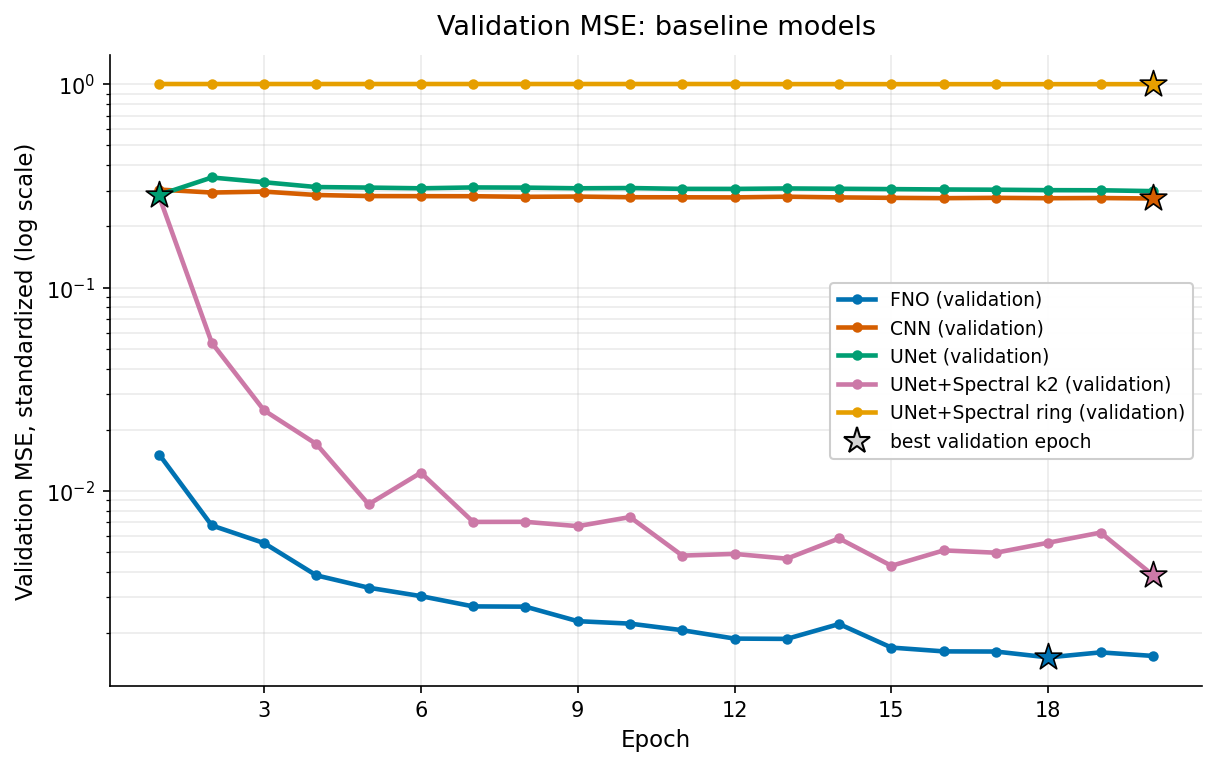 Validation MSE: baseline models
Validation MSE, standardized (log scale)
10⁰
10⁻¹
10⁻²
FNO (validation)
CNN (validation)
UNet (validation)
UNet+Spectral k2 (validation)
UNet+Spectral ring (validation)
best validation epoch
3 6 9 12 15 18
Epoch